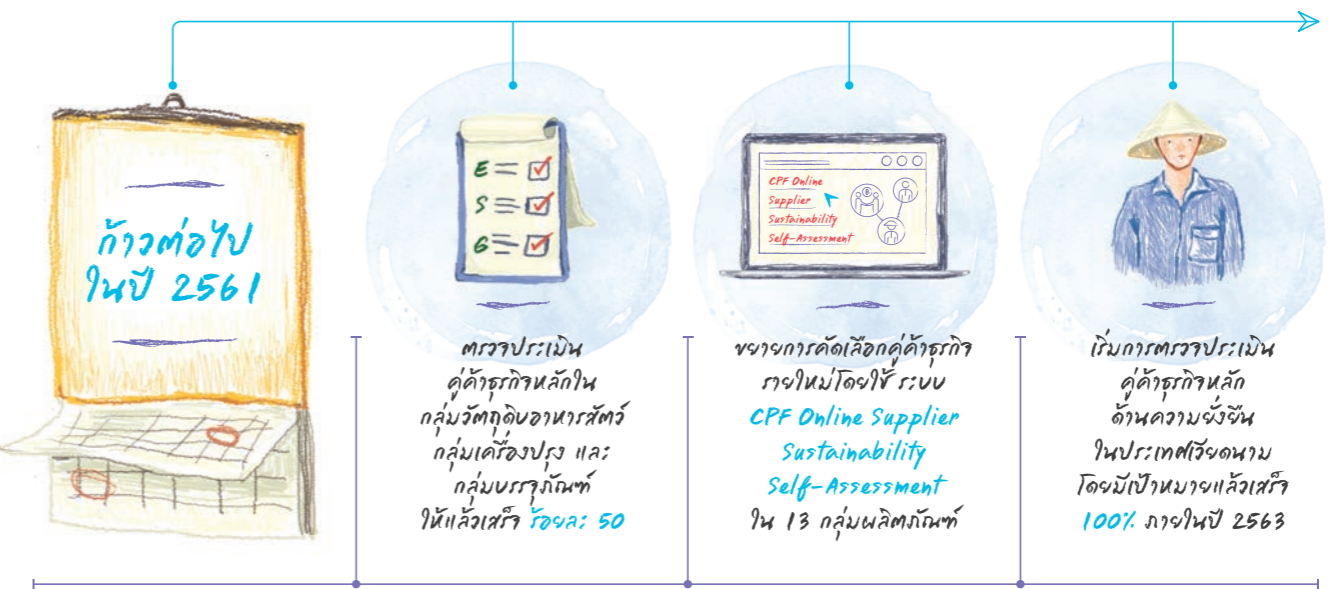 ก้าวต่อไป
ในปี 2561
E
S
G
ตรวจประเมิน
คู่ค้าธุรกิจหลักใน
กลุ่มวัตถุดิบอาหารสัตว์
กลุ่มเครื่องปรุง และ
กลุ่มบรรจุภัณฑ์
ให้แล้วเสร็จ ร้อยละ 50
CPF Online
Supplier
Sustainability
Self-Assessment
ขยายการคัดเลือกคู่ค้าธุรกิจ
รายใหม่โดยใช้ ระบบ
CPF Online Supplier
Sustainability
Self-Assessment
ใน 13 กลุ่มผลิตภัณฑ์
เริ่มการตรวจประเมิน
คู่ค้าธุรกิจหลัก
ด้านความยั่งยืน
ในประเทศเวียดนาม
โดยมีเป้าหมายแล้วเสร็จ
100% ภายในปี 2563